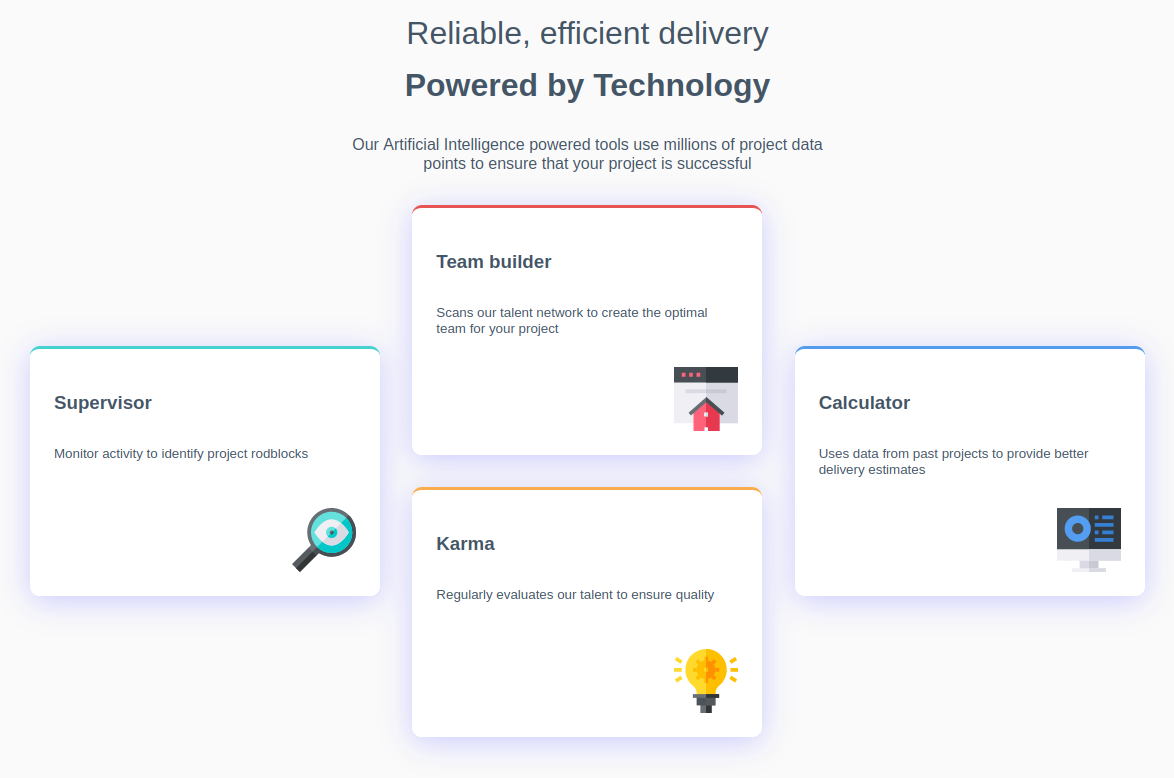 Reliable, efficient delivery
Powered by Technology
Our Artificial Intelligence powered tools use millions of project data
points to ensure that your project is successful
Supervisor
Monitor activity to identify project rodblocks
Team builder
Scans our talent network to create the optimal
team for your project
Karma
Regularly evaluates our talent to ensure quality
Calculator
Uses data from past projects to provide better
delivery estimates